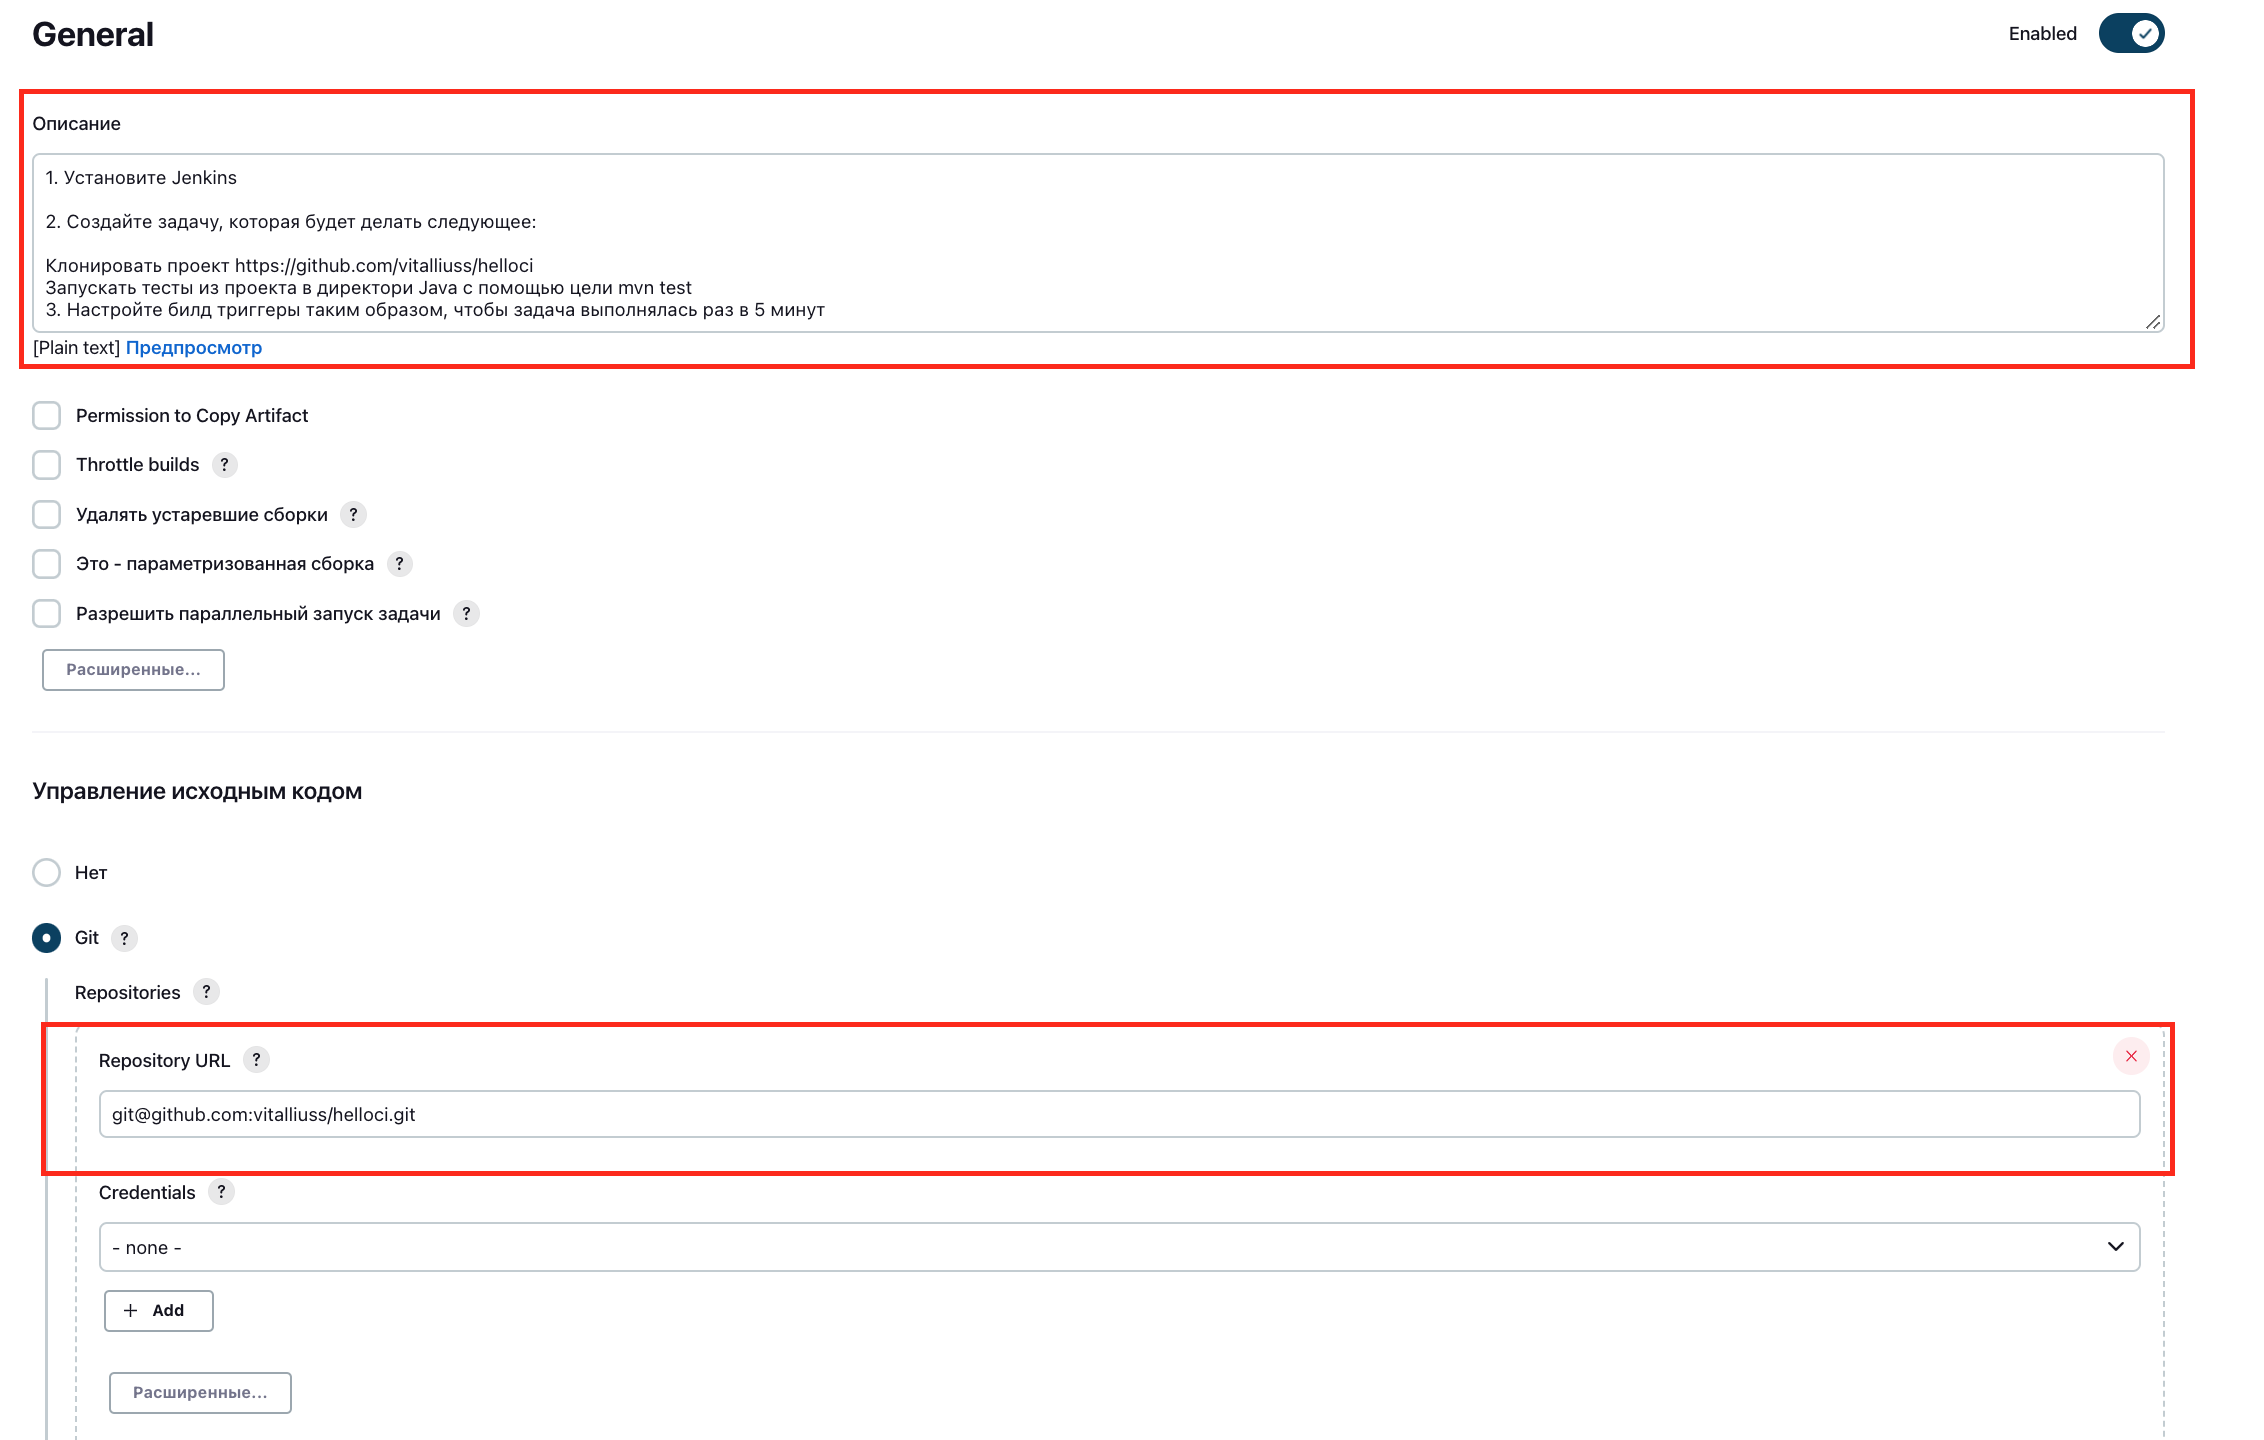 General
Enabled
Описание
1. Установите Jenkins
2. Создайте задачу, которая будет делать следующее:
Клонировать проект https://github.com/vitalliuss/helloci
Запускать тесты из проекта в директори Java с помощью цели mvn test
3. Настройте билд триггеры таким образом, чтобы задача выполнялась раз в 5 минут
[Plain text] Предпросмотр
Permission to Copy Artifact
Throttle builds ?
Удалять устаревшие сборки ?
Это - параметризованная сборка ?
Разрешить параллельный запуск задачи ?
Расширенные...
Управление исходным кодом
Нет
Git ?
Repositories ?
Repository URL ?
git@github.com:vitalliuss/helloci.git
Credentials ?
- none -
+ Add
Расширенные...